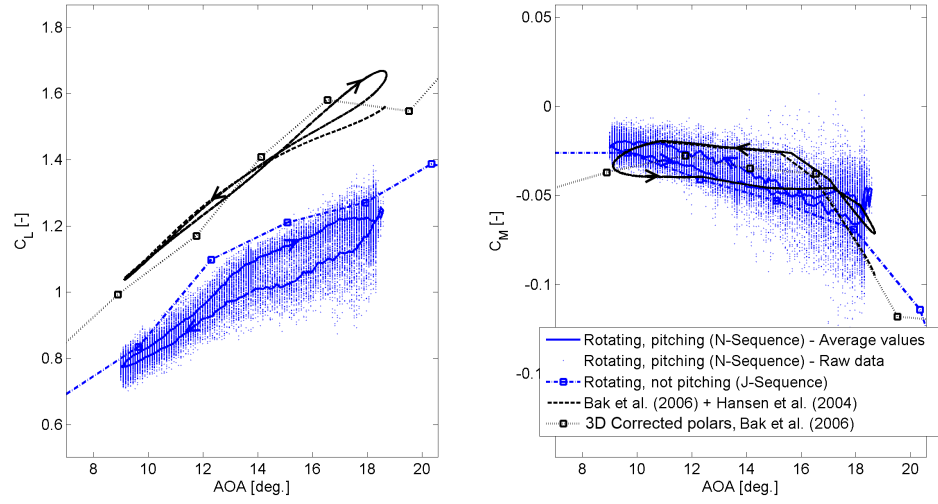 1.8
1.6
1.4
1.2
1
0.8
0.6
C_L [-]
8 10 12 14 16 18 20
AOA [deg.]
0.05
0
-0.05
-0.1
-0.1
C_M [-]
Rotating, pitching (N-Sequence) - Average values
Rotating, pitching (N-Sequence) - Raw data
Rotating, not pitching (J-Sequence)
Bak et al. (2006) + Hansen et al. (2004)
3D Corrected polars, Bak et al. (2006)
8 10 12 14 16 18 20
AOA [deg.]